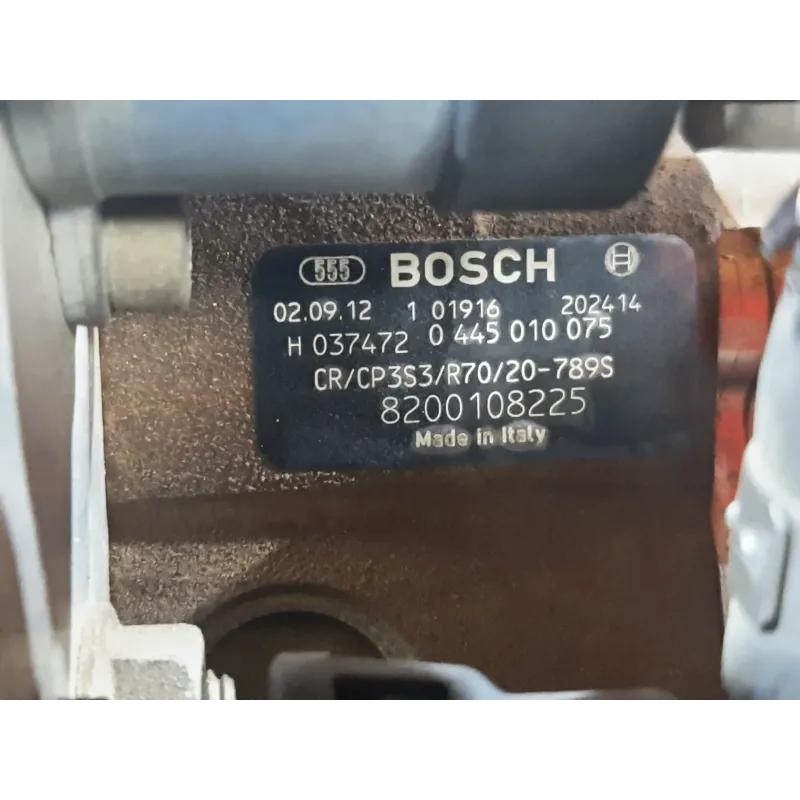 555 BOSCH
02.09.12 1 01916 202414
H 037472 0 445 010 075
CR/CP3S3/R70/20-789S
8200108225
Made in Italy